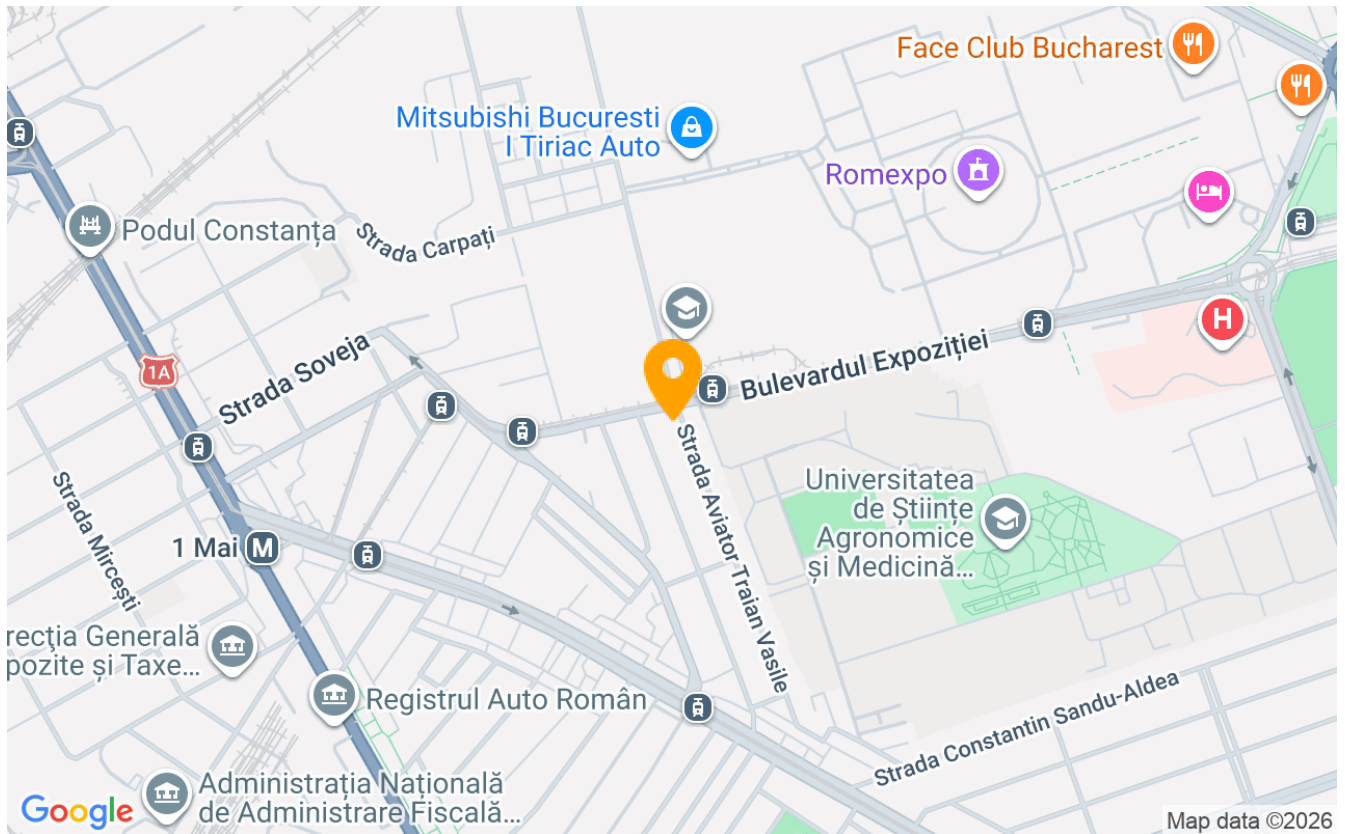 Face Club Bucharest
Mitsubishi Bucuresti
I Tiriac Auto
Romexpo
Podul Constanța
Strada Carpați
H
Bulevardul Expoziției
1A
Strada Soveja
Strada Aviator Traian Vasile
Universitatea
de Științe
Agronomice
și Medicină...
Strada Mircești
1 Mai M
recţia Generală
pozite și Taxe...
Registrul Auto Român
Strada Constantin Sandu-Aldea
Administrația Națională
de Administrare Fiscală...
Google
Map data ©2026